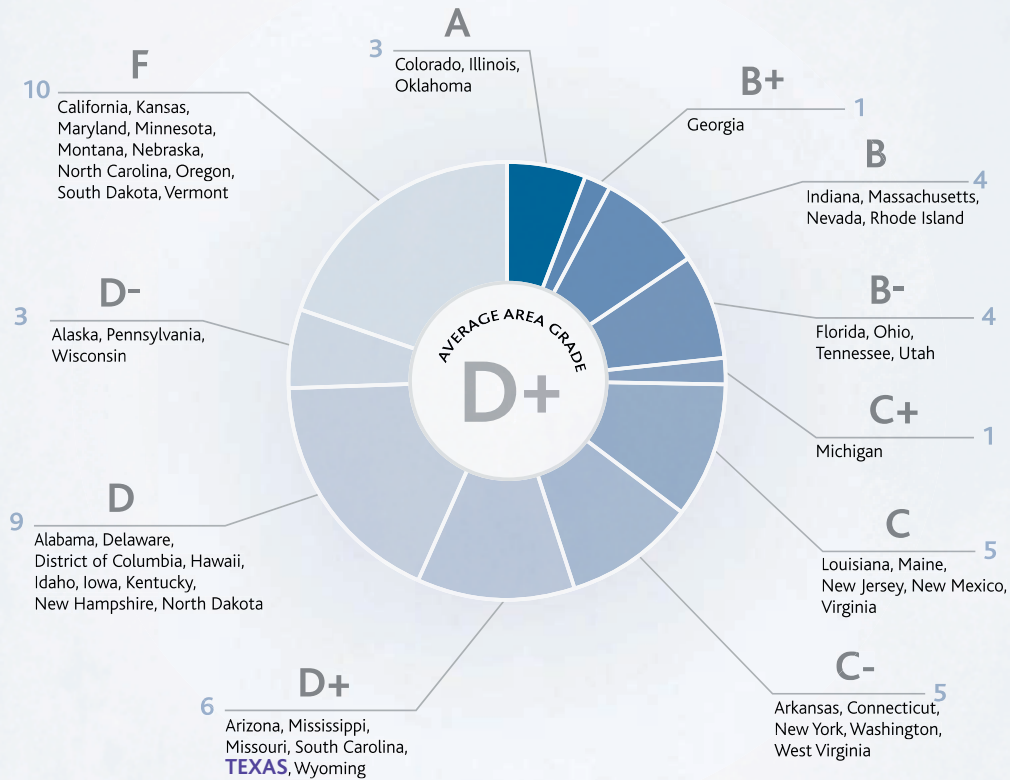 A
3
Colorado, Illinois,
Oklahoma
B+
1
Georgia
B
4
Indiana, Massachusetts,
Nevada, Rhode Island
B-
4
Florida, Ohio,
Tennessee, Utah
C+
1
Michigan
C
5
Louisiana, Maine,
New Jersey, New Mexico,
Virginia
C-
5
Arkansas, Connecticut,
New York, Washington,
West Virginia
D+
6
Arizona, Mississippi,
Missouri, South Carolina,
TEXAS, Wyoming
D
9
Alabama, Delaware,
District of Columbia, Hawaii,
Idaho, Iowa, Kentucky,
New Hampshire, North Dakota
D-
3
Alaska, Pennsylvania,
Wisconsin
F
10
California, Kansas,
Maryland, Minnesota,
Montana, Nebraska,
North Carolina, Oregon,
South Dakota, Vermont
AVERAGE AREA GRADE
D+